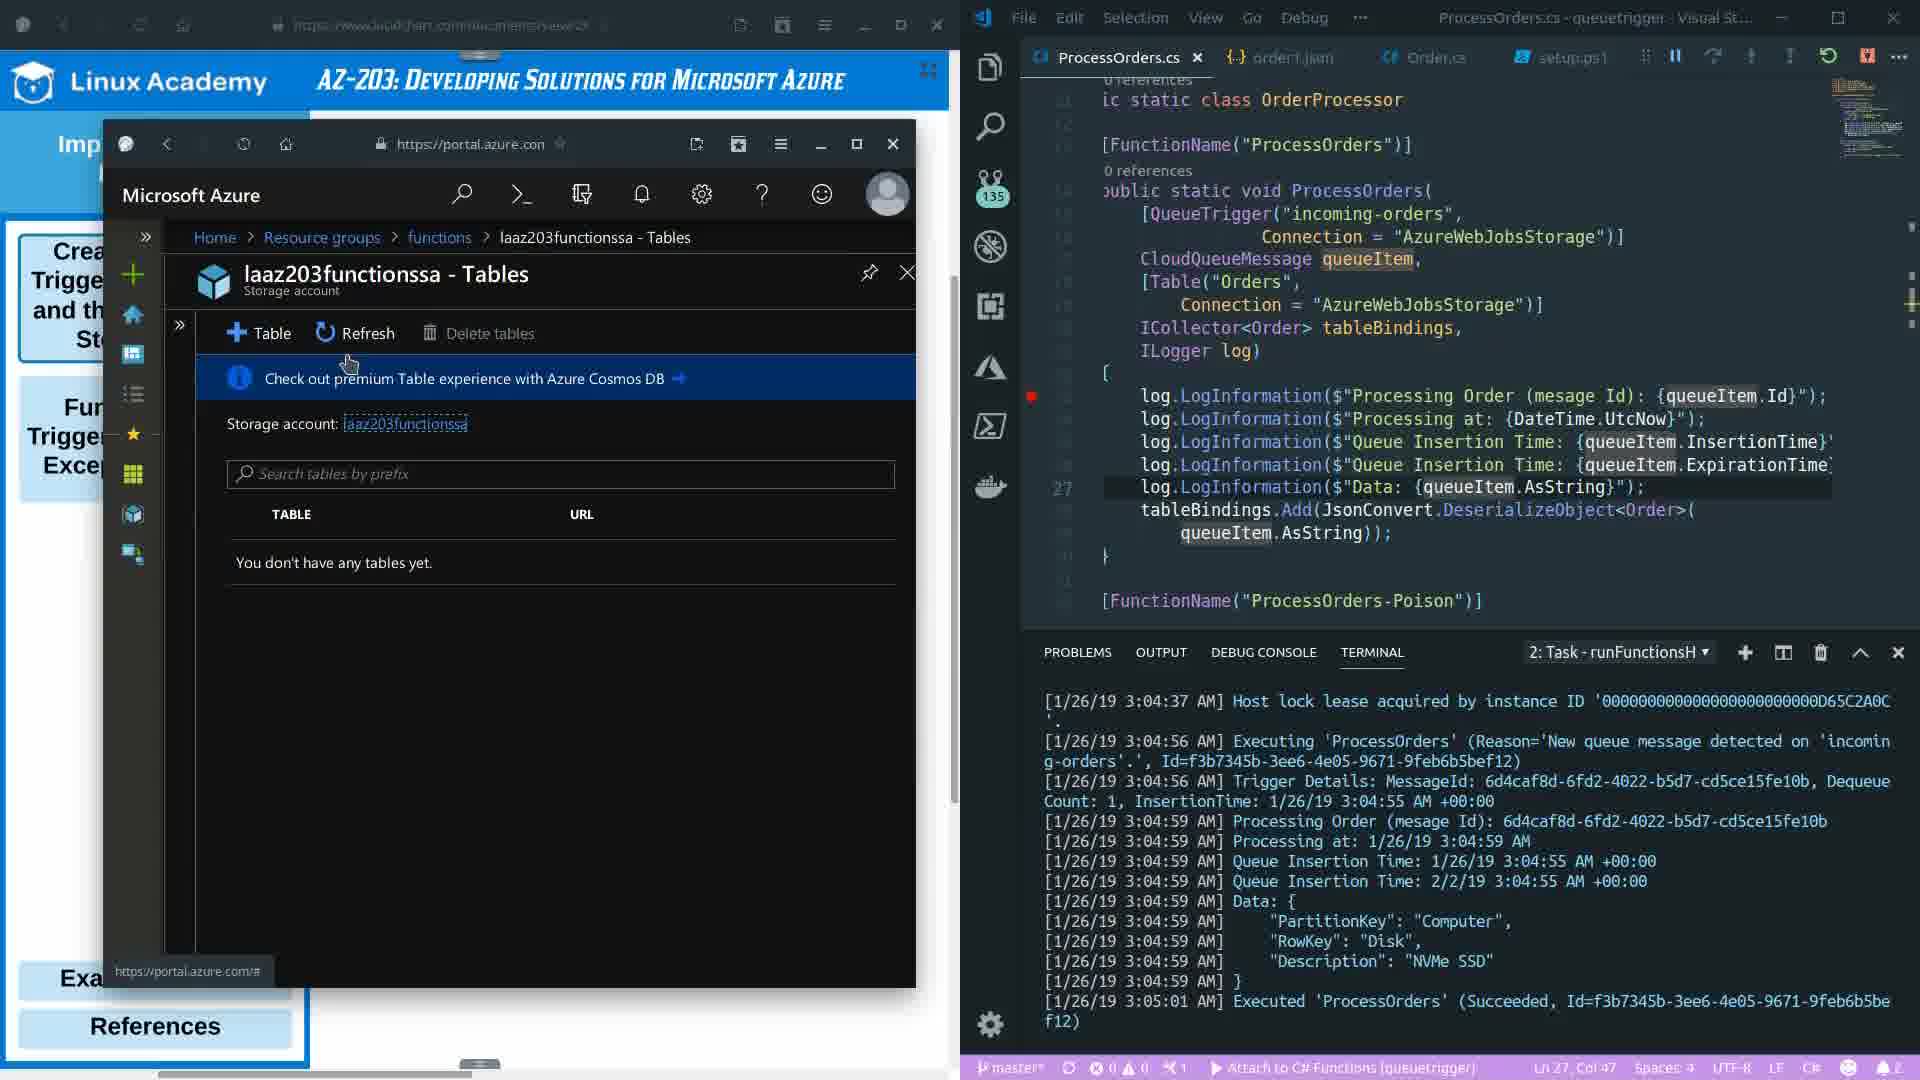 https://www.lucidchart.com/documents/view/2
Linux Academy
AZ-203: Developing Solutions for Microsoft Azure
Imp
Crea
Trigge
and th
St
Fun
Trigge
Exce
Exa
References
https://portal.azure.con
Microsoft Azure
Home > Resource groups > functions > laaz203functionssa - Tables
laaz203functionssa - Tables
Storage account
Table Refresh Delete tables
Check out premium Table experience with Azure Cosmos DB
Storage account: laaz203functionssa
Search tables by prefix
TABLE URL
You don't have any tables yet.
https://portal.azure.com/#
File Edit Selection View Go Debug ··· ProcessOrders.cs - queuetrigger - Visual St...
ProcessOrders.cs order1.json Order.cs setup.ps1
135
0 references
ic static class OrderProcessor
[FunctionName("ProcessOrders")]
0 references
public static void ProcessOrders(
[QueueTrigger("incoming-orders",
Connection = "AzureWebJobsStorage")]
CloudQueueMessage queueItem,
[Table("Orders",
Connection = "AzureWebJobsStorage")]
ICollector<Order> tableBindings,
ILogger log)
{
log.LogInformation($"Processing Order (mesage Id): {queueItem.Id}");
log.LogInformation($"Processing at: {DateTime.UtcNow}");
log.LogInformation($"Queue Insertion Time: {queueItem.InsertionTime}"
log.LogInformation($"Queue Insertion Time: {queueItem.ExpirationTime}
27 log.LogInformation($"Data: {queueItem.AsString}");
tableBindings.Add(JsonConvert.DeserializeObject<Order>(
queueItem.AsString));
}
[FunctionName("ProcessOrders-Poison")]
PROBLEMS OUTPUT DEBUG CONSOLE TERMINAL 2: Task - runFunctionsH
[1/26/19 3:04:37 AM] Host lock lease acquired by instance ID '000000000000000000000000D65C2A0C
'.
[1/26/19 3:04:56 AM] Executing 'ProcessOrders' (Reason='New queue message detected on 'incomin
g-orders'.', Id=f3b7345b-3ee6-4e05-9671-9feb6b5bef12)
[1/26/19 3:04:56 AM] Trigger Details: MessageId: 6d4caf8d-6fd2-4022-b5d7-cd5ce15fe10b, Dequeue
Count: 1, InsertionTime: 1/26/19 3:04:55 AM +00:00
[1/26/19 3:04:59 AM] Processing Order (mesage Id): 6d4caf8d-6fd2-4022-b5d7-cd5ce15fe10b
[1/26/19 3:04:59 AM] Processing at: 1/26/19 3:04:59 AM
[1/26/19 3:04:59 AM] Queue Insertion Time: 1/26/19 3:04:55 AM +00:00
[1/26/19 3:04:59 AM] Queue Insertion Time: 2/2/19 3:04:55 AM +00:00
[1/26/19 3:04:59 AM] Data: {
[1/26/19 3:04:59 AM] "PartitionKey": "Computer",
[1/26/19 3:04:59 AM] "RowKey": "Disk",
[1/26/19 3:04:59 AM] "Description": "NVMe SSD"
[1/26/19 3:04:59 AM] }
[1/26/19 3:05:01 AM] Executed 'ProcessOrders' (Succeeded, Id=f3b7345b-3ee6-4e05-9671-9feb6b5be
f12)
master* 0 0 1 Attach to C# Functions (queuetrigger) Ln 27, Col 47 Spaces: 4 UTF-8 LF C# 2